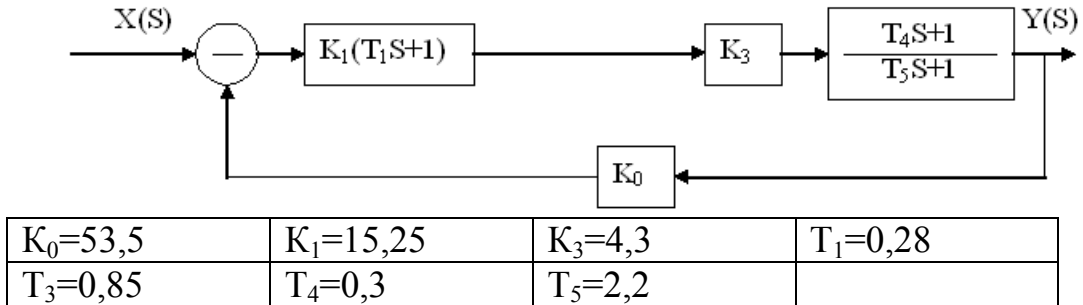 X(S) Y(S)
— K₁(T₁S+1) K₃ T₄S+1
T₅S+1
K₀
K₀=53,5 K₁=15,25 K₃=4,3 T₁=0,28
T₃=0,85 T₄=0,3 T₅=2,2